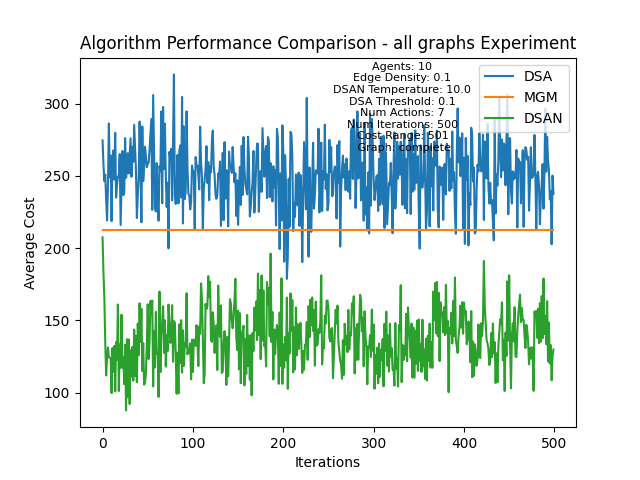 Algorithm Performance Comparison - all graphs Experiment
Agents: 10
Edge Density: 0.1
DSAN Temperature: 10.0
DSA Threshold: 0.1
Num Actions: 7
Num Iterations: 500
Cost Range: 501
Graph: complete
DSA
MGM
DSAN
Average Cost
300
250
200
150
100
0
100
200
300
400
500
Iterations